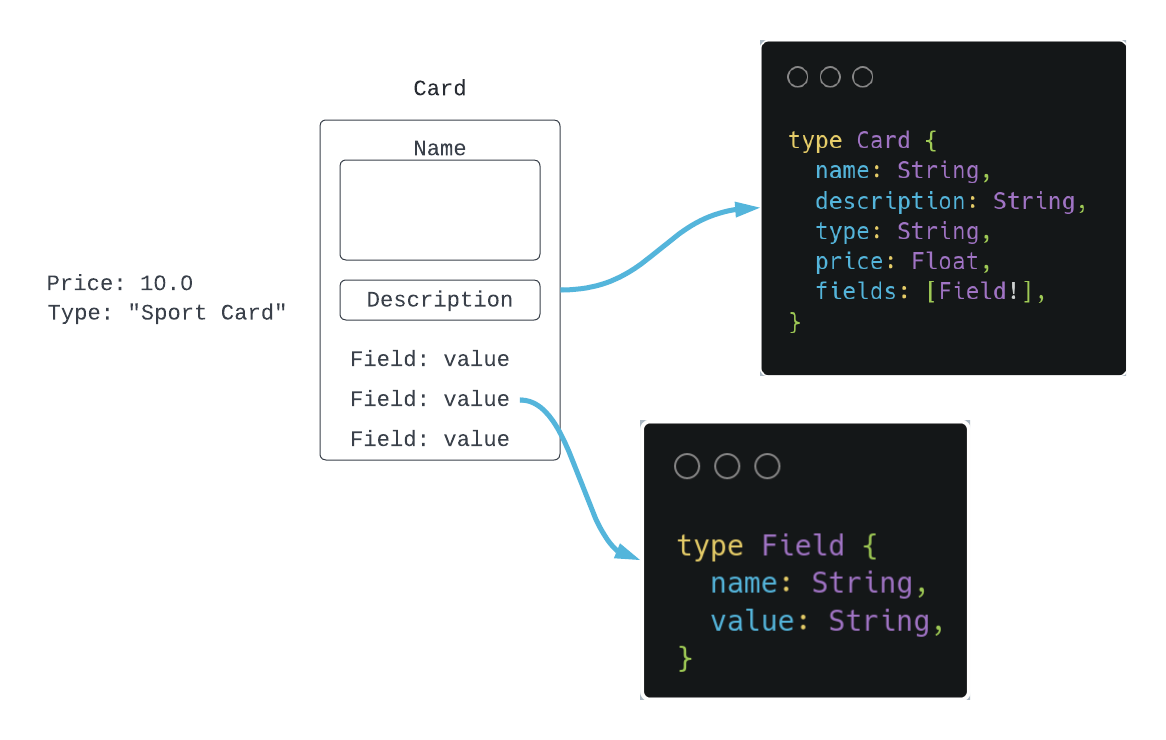 Card
Name
Description
Field: value
Field: value
Field: value
Price: 10.0
Type: "Sport Card"
type Card {
  name: String,
  description: String,
  type: String,
  price: Float,
  fields: [Field!],
}
type Field {
  name: String,
  value: String,
}